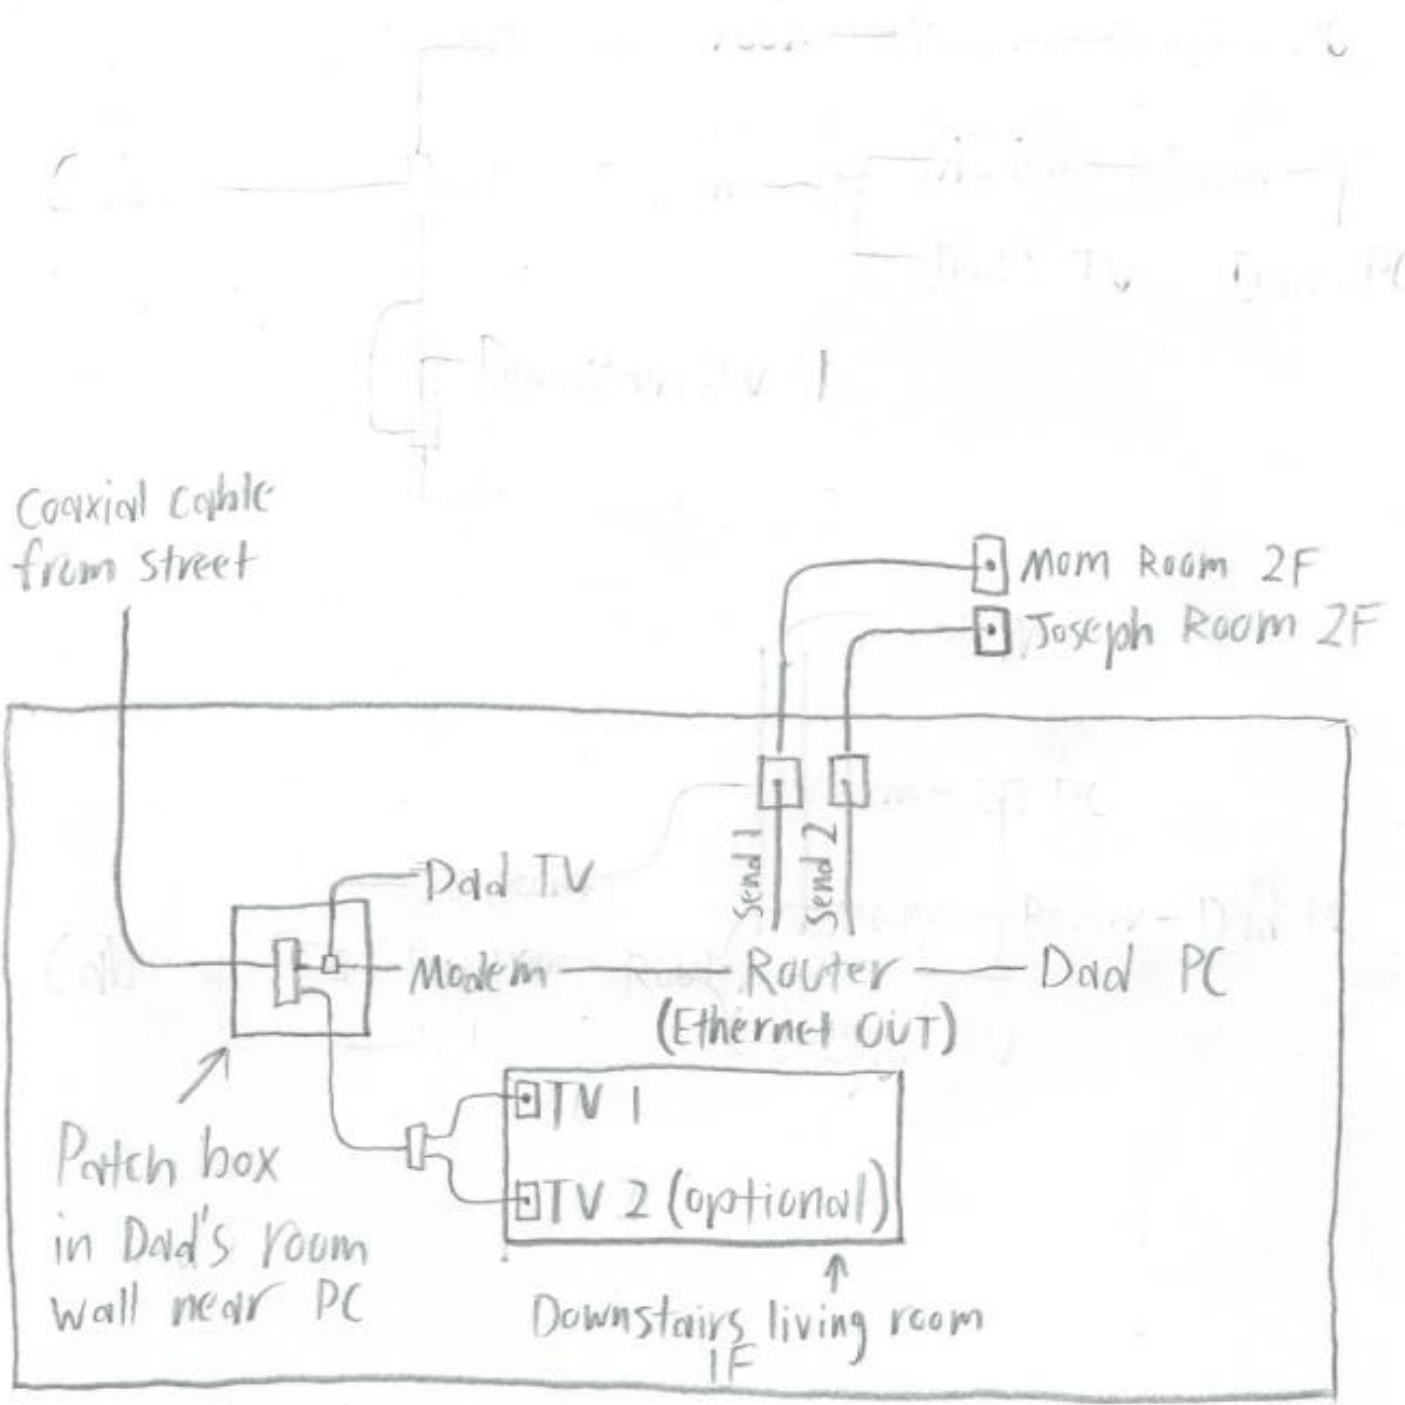 Coaxial cable
from street
Mom Room 2F
Joseph Room 2F
Send 1
Send 2
Dad TV
Modem
Router
Dad PC
(Ethernet OUT)
TV 1
TV 2 (optional)
Patch box
in Dad's room
wall near PC
Downstairs living room
1F